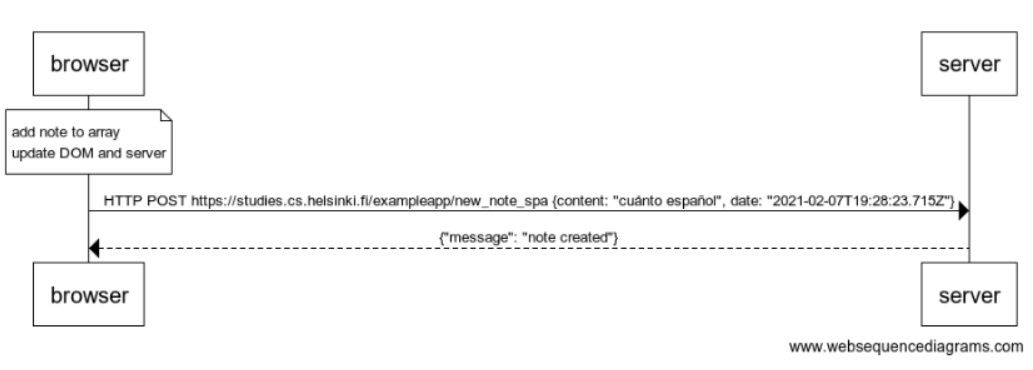 browser
server
add note to array
update DOM and server
HTTP POST https://studies.cs.helsinki.fi/exampleapp/new_note_spa {content: "cuánto español", date: "2021-02-07T19:28:23.715Z"}
{"message": "note created"}
browser
server
www.websequencediagrams.com